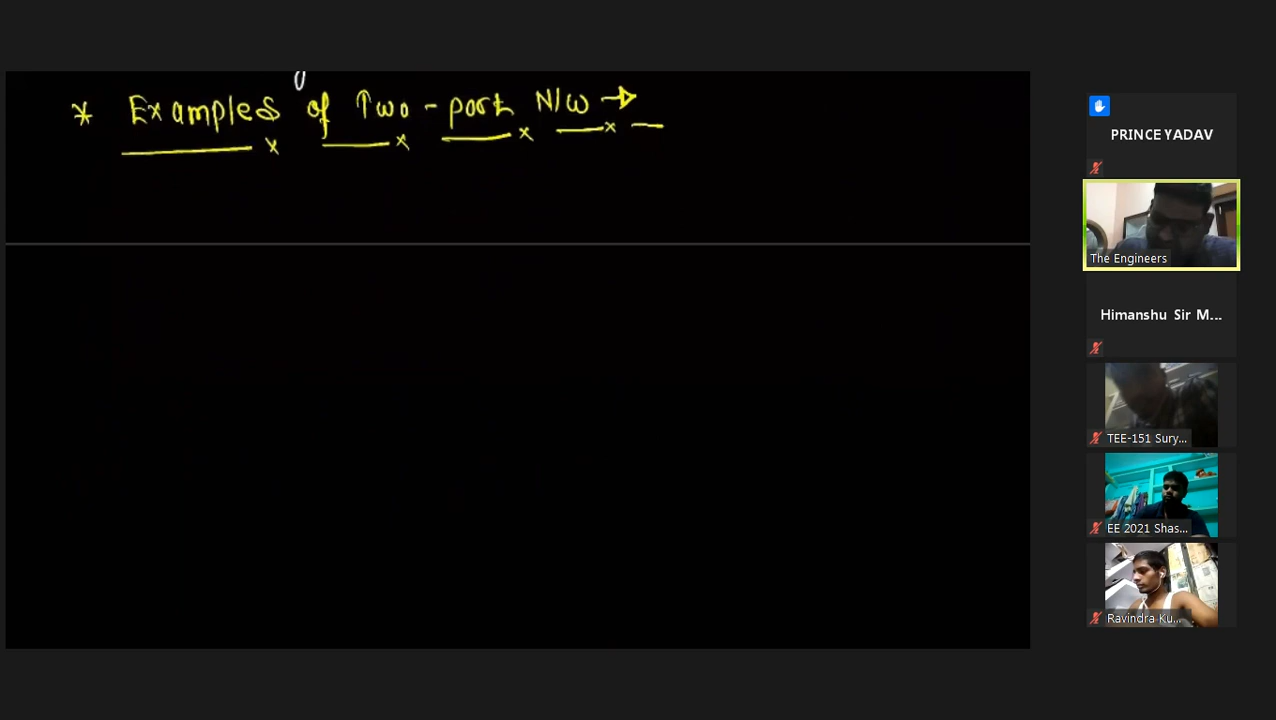 * Examples of Two-port N/W →
PRINCE YADAV
The Engineers
Himanshu Sir M...
TEE-151 Sury...
EE 2021 Shas...
Ravindra Ku...